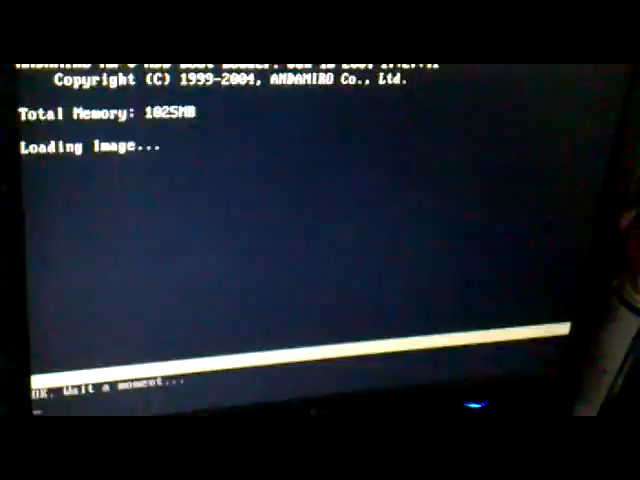 Copyright (C) 1999-2004, ANDAMIRO Co., Ltd.
Total Memory: 1025MB
Loading Image...
OK. Wait a moment...